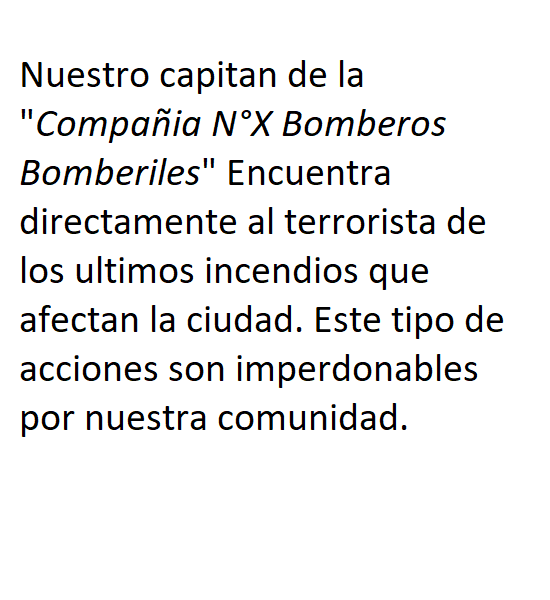 Nuestro capitan de la
"Compañia N°X Bomberos
Bomberiles" Encuentra
directamente al terrorista de
los ultimos incendios que
afectan la ciudad. Este tipo de
acciones son imperdonables
por nuestra comunidad.